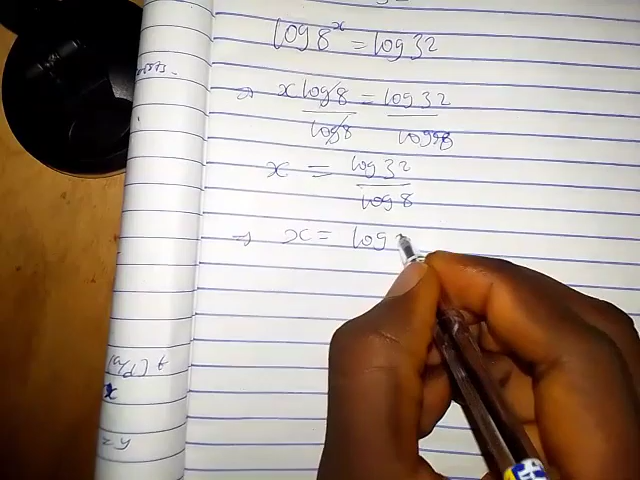 log 8^x = log 32
⇒ x log 8 / log 8 = log 32 / log 8
x = log 32 / log 8
⇒ x = log